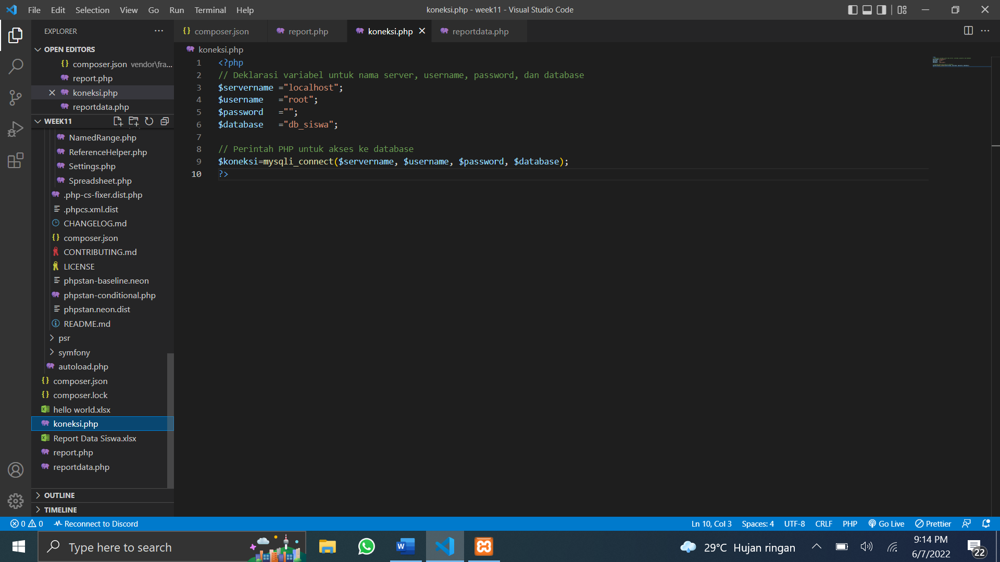 File Edit Selection View Go Run Terminal Help
koneksi.php - week11 - Visual Studio Code
EXPLORER
OPEN EDITORS
{} composer.json vendor\fra...
report.php
koneksi.php
reportdata.php
WEEK11
NamedRange.php
ReferenceHelper.php
Settings.php
Spreadsheet.php
.php-cs-fixer.dist.php
.phpcs.xml.dist
CHANGELOG.md
{} composer.json
CONTRIBUTING.md
LICENSE
phpstan-baseline.neon
phpstan-conditional.php
phpstan.neon.dist
README.md
psr
symfony
autoload.php
{} composer.json
{} composer.lock
hello world.xlsx
koneksi.php
Report Data Siswa.xlsx
report.php
reportdata.php
OUTLINE
TIMELINE
{} composer.json report.php koneksi.php reportdata.php
koneksi.php
1 <?php
2 // Deklarasi variabel untuk nama server, username, password, dan database
3 $servername ="localhost";
4 $username   ="root";
5 $password   ="";
6 $database   ="db_siswa";
7
8 // Perintah PHP untuk akses ke database
9 $koneksi=mysqli_connect($servername, $username, $password, $database);
10 ?>
0 0 Reconnect to Discord
Ln 10, Col 3 Spaces: 4 UTF-8 CRLF PHP Go Live Prettier
Type here to search
W
29°C Hujan ringan
9:14 PM
6/7/2022
22